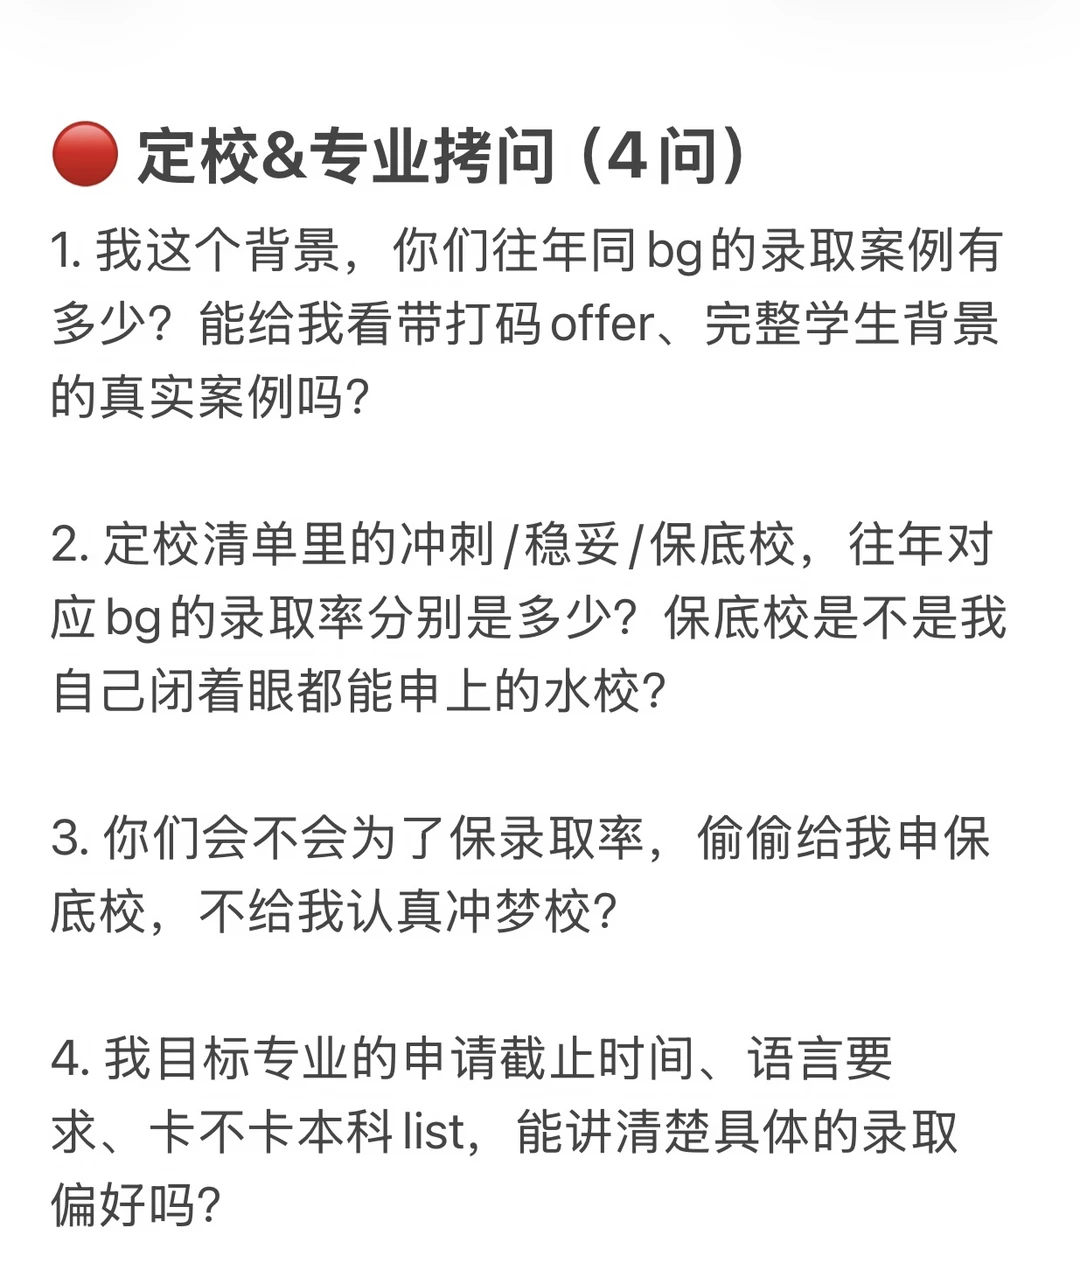 🔴 定校&专业拷问（4问）
1. 我这个背景，你们往年同bg的录取案例有
多少？能给我看带打码offer、完整学生背景
的真实案例吗？
2. 定校清单里的冲刺/稳妥/保底校，往年对
应bg的录取率分别是多少？保底校是不是我
自己闭着眼都能申上的水校？
3. 你们会不会为了保录取率，偷偷给我申保
底校，不给我认真冲梦校？
4. 我目标专业的申请截止时间、语言要
求、卡不卡本科list，能讲清楚具体的录取
偏好吗？